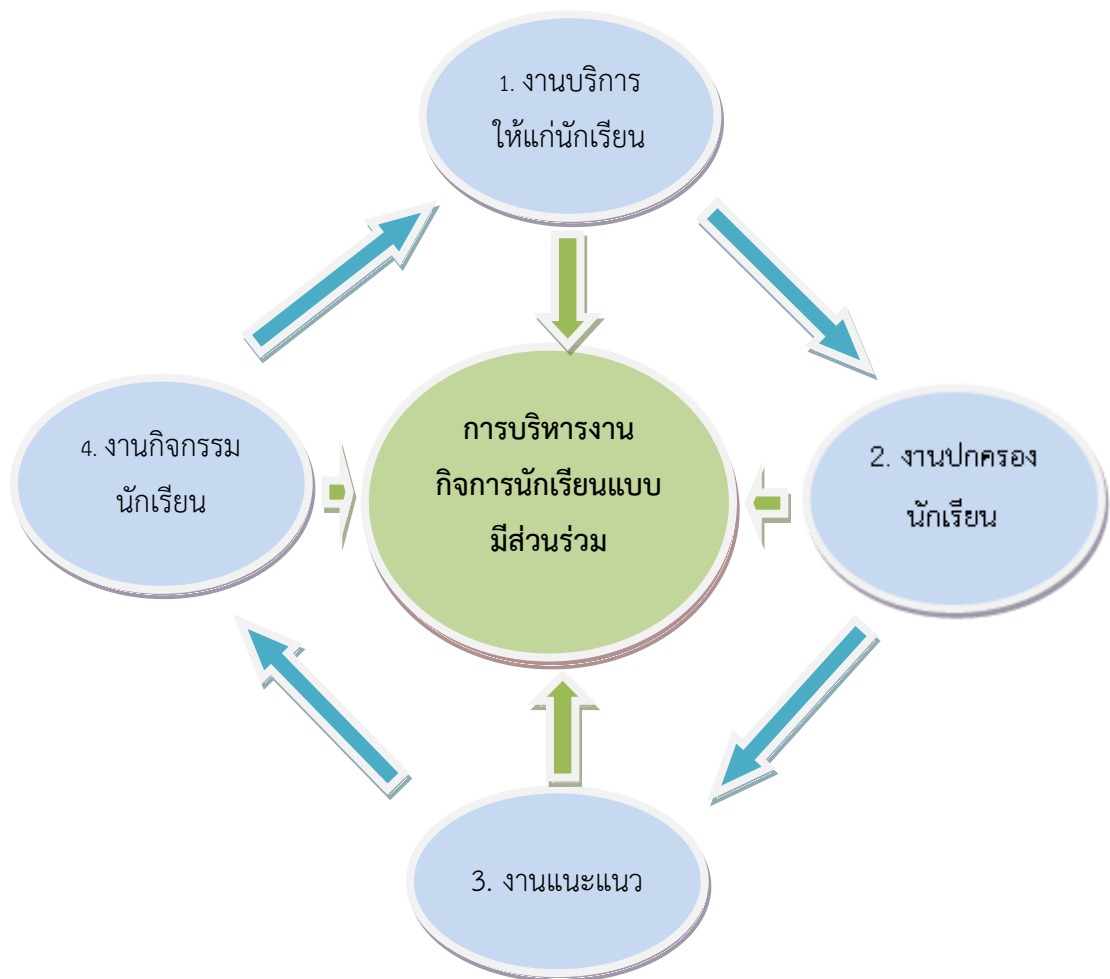 1. งานบริการ
ให้แก่นักเรียน
การบริหารงาน
กิจการนักเรียนแบบ
มีส่วนร่วม
4. งานกิจกรรม
นักเรียน
2. งานปกครอง
นักเรียน
3. งานแนะแนว